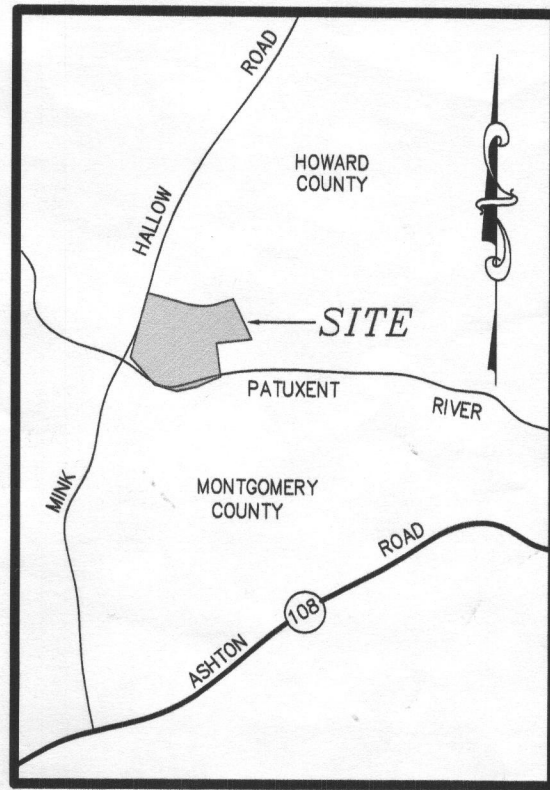 ROAD
HOWARD
COUNTY
HALLOW
SITE
PATUXENT
RIVER
MINK
MONTGOMERY
COUNTY
ROAD
108
ASHTON